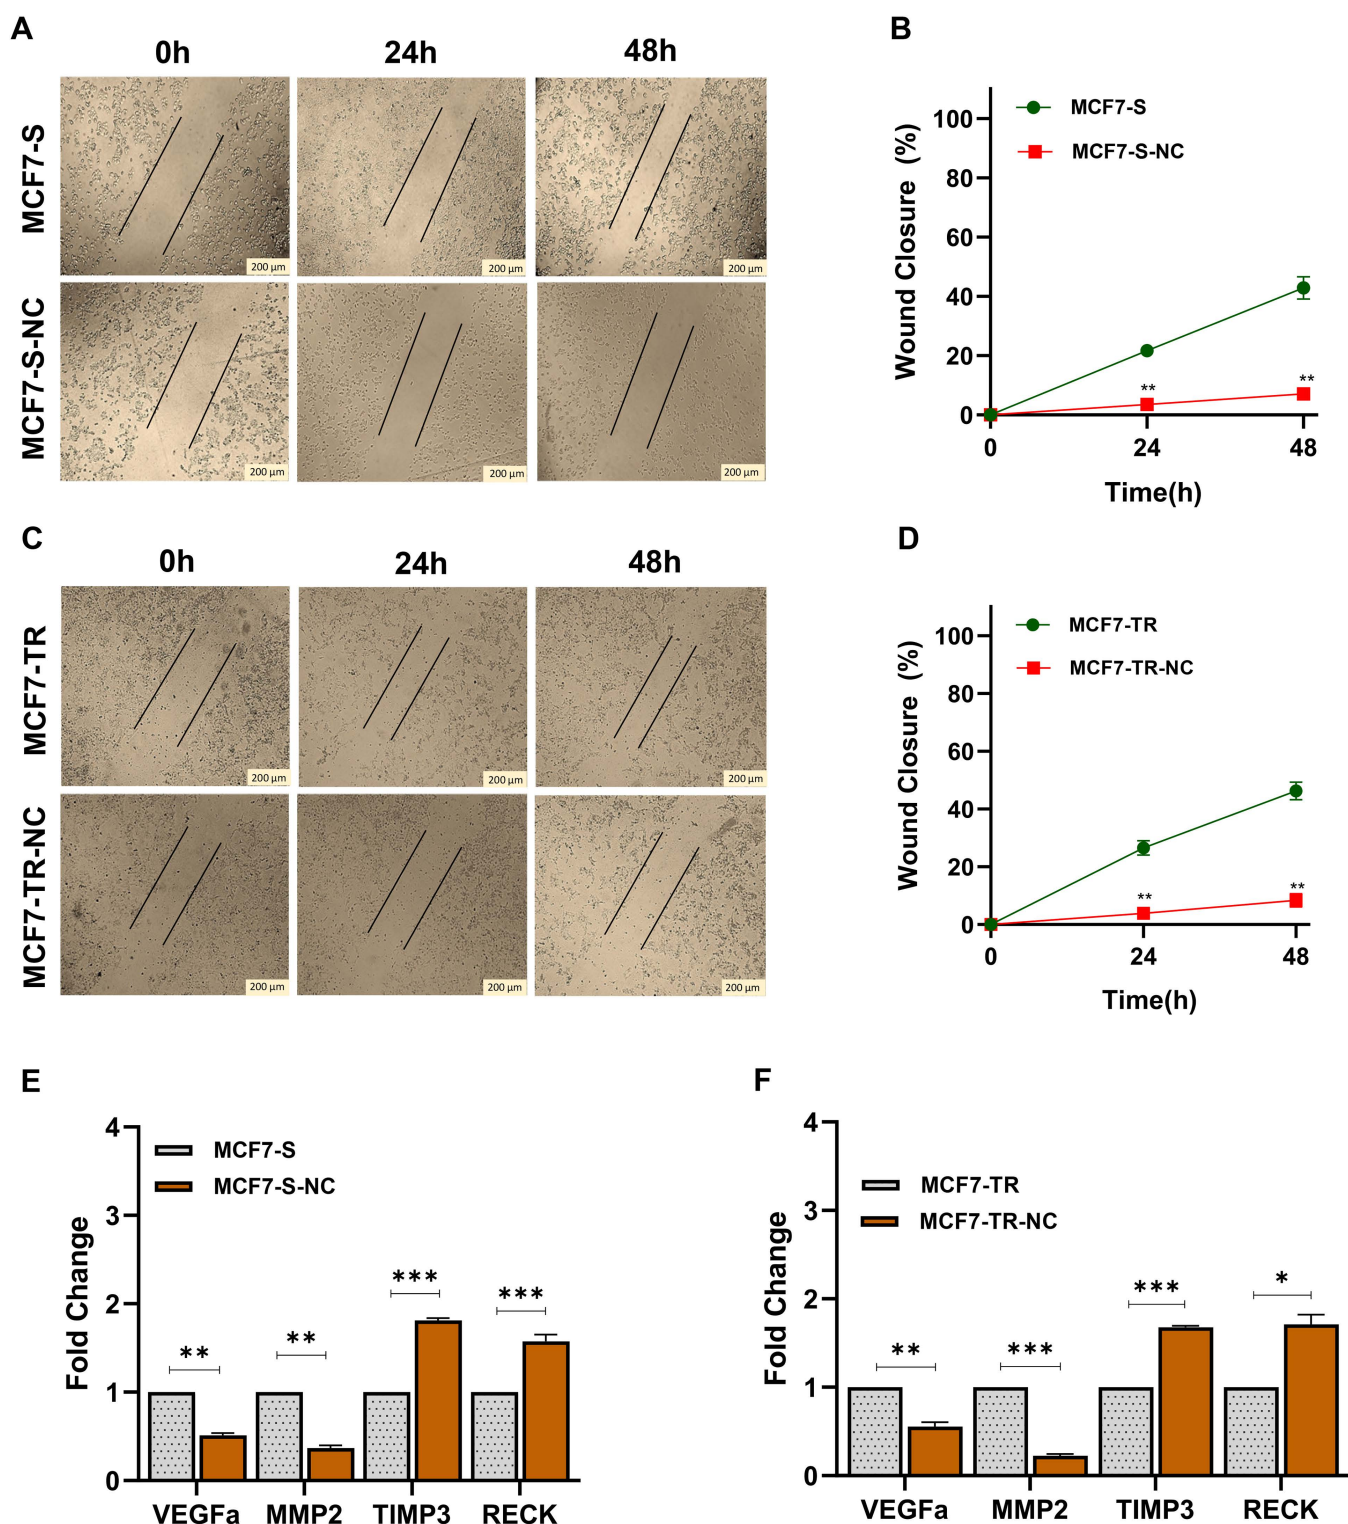 A
0h 24h 48h
MCF7-S
200 µm 200 µm 200 µm
MCF7-S-NC
200 µm 200 µm 200 µm
B
MCF7-S
MCF7-S-NC
Wound Closure (%)
100
80
60
40
20
0
** **
0 24 48
Time(h)
C
0h 24h 48h
MCF7-TR
200 µm 200 µm 200 µm
MCF7-TR-NC
200 µm 200 µm 200 µm
D
MCF7-TR
MCF7-TR-NC
Wound Closure (%)
100
80
60
40
20
0
** **
0 24 48
Time(h)
E
MCF7-S
MCF7-S-NC
Fold Change
4
3
2
1
0
** ** *** ***
VEGFa MMP2 TIMP3 RECK
F
MCF7-TR
MCF7-TR-NC
Fold Change
4
3
2
1
0
** *** *** *
VEGFa MMP2 TIMP3 RECK